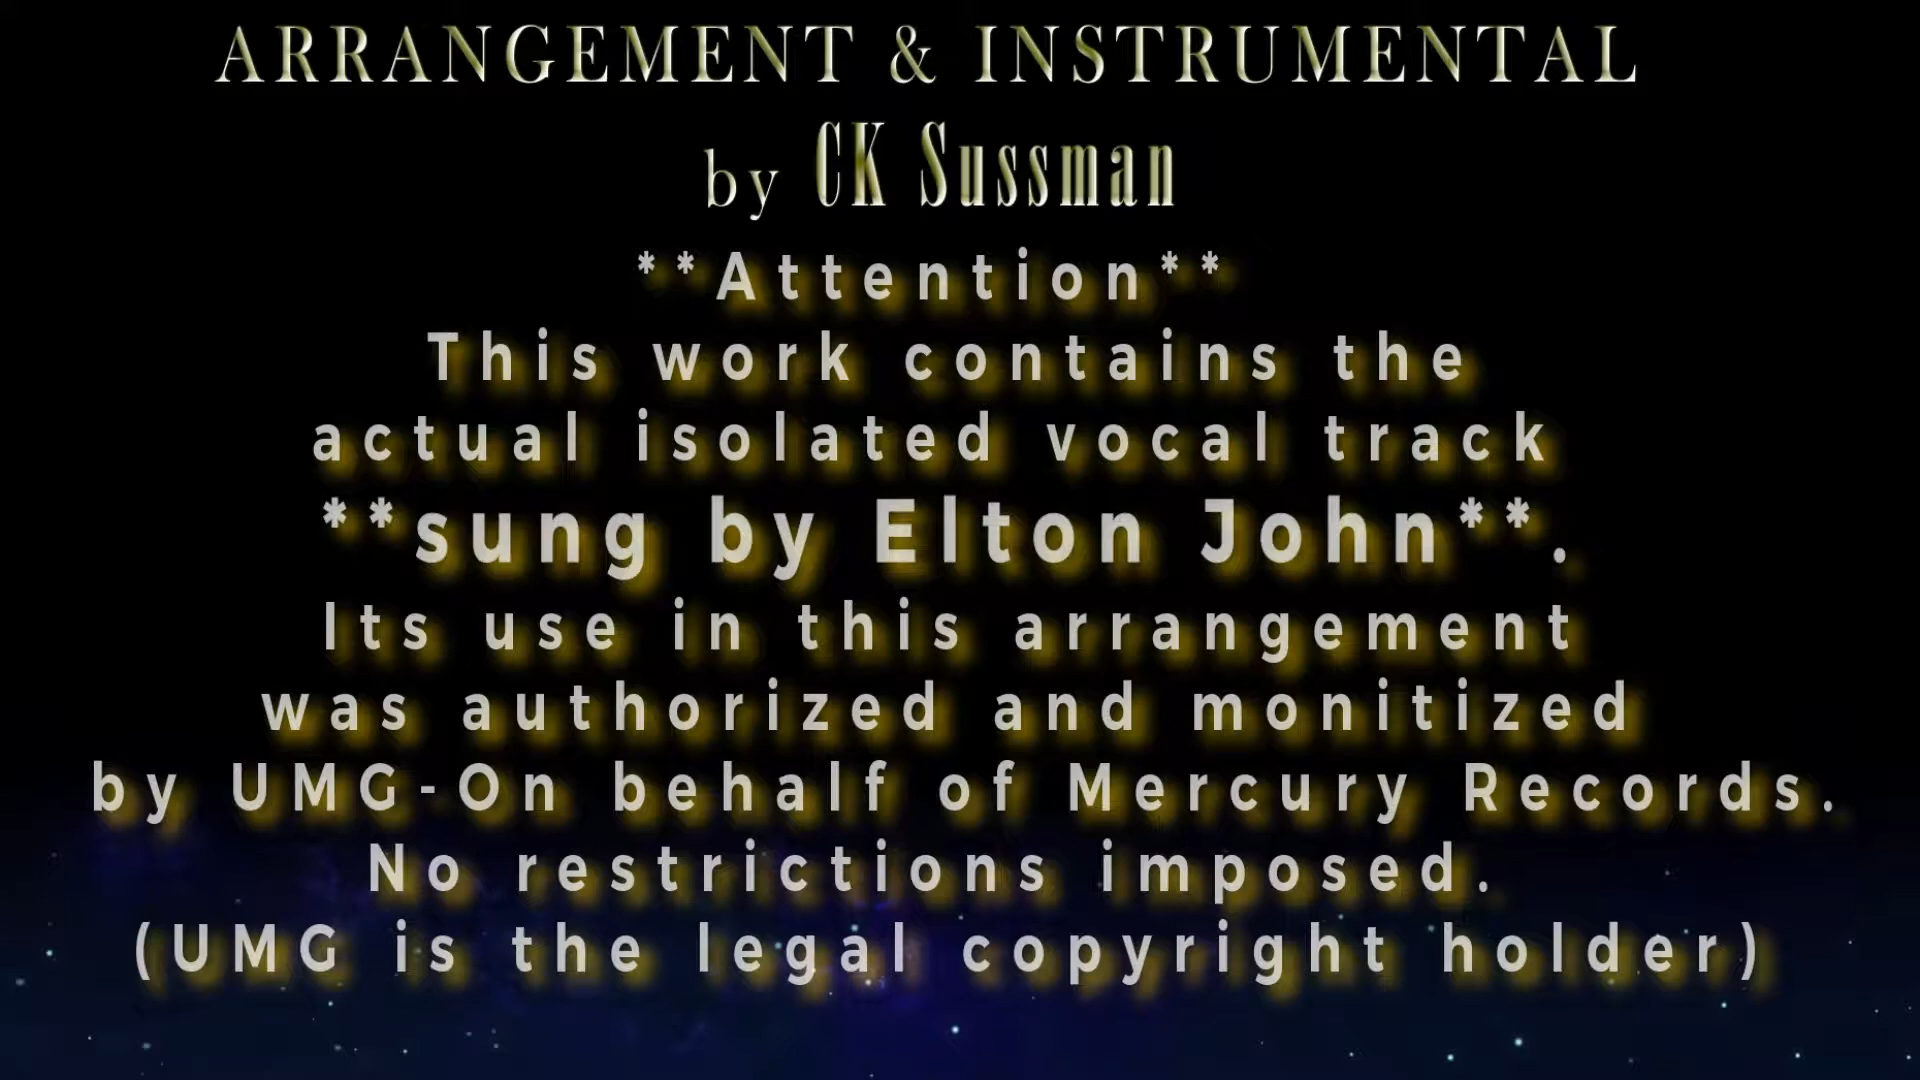 ARRANGEMENT & INSTRUMENTAL
by CK Sussman
**Attention**
This work contains the
actual isolated vocal track
**sung by Elton John**.
Its use in this arrangement
was authorized and monitized
by UMG-On behalf of Mercury Records.
No restrictions imposed.
(UMG is the legal copyright holder)